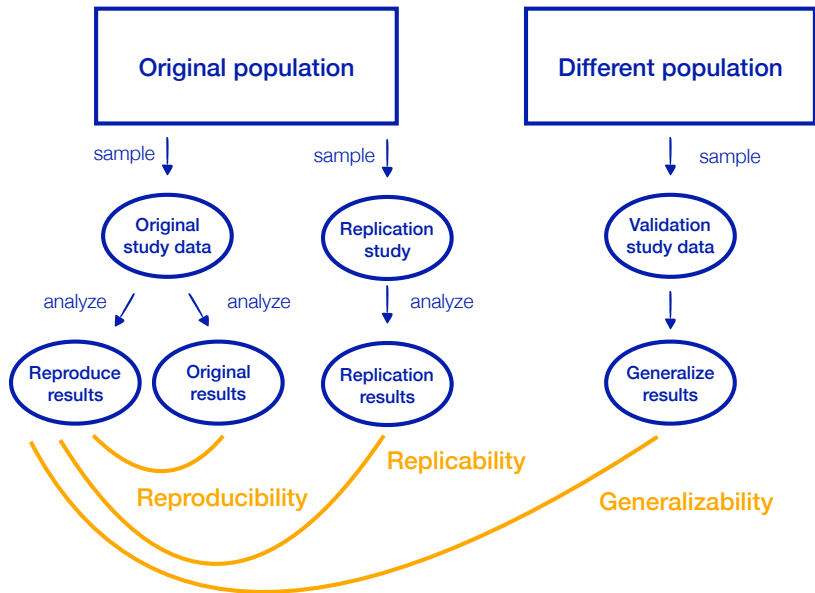 Original population
Different population
sample
sample
sample
Original
study data
Replication
study
Validation
study data
analyze
analyze
analyze
Reproduce
results
Original
results
Replication
results
Generalize
results
Replicability
Reproducibility
Generalizability